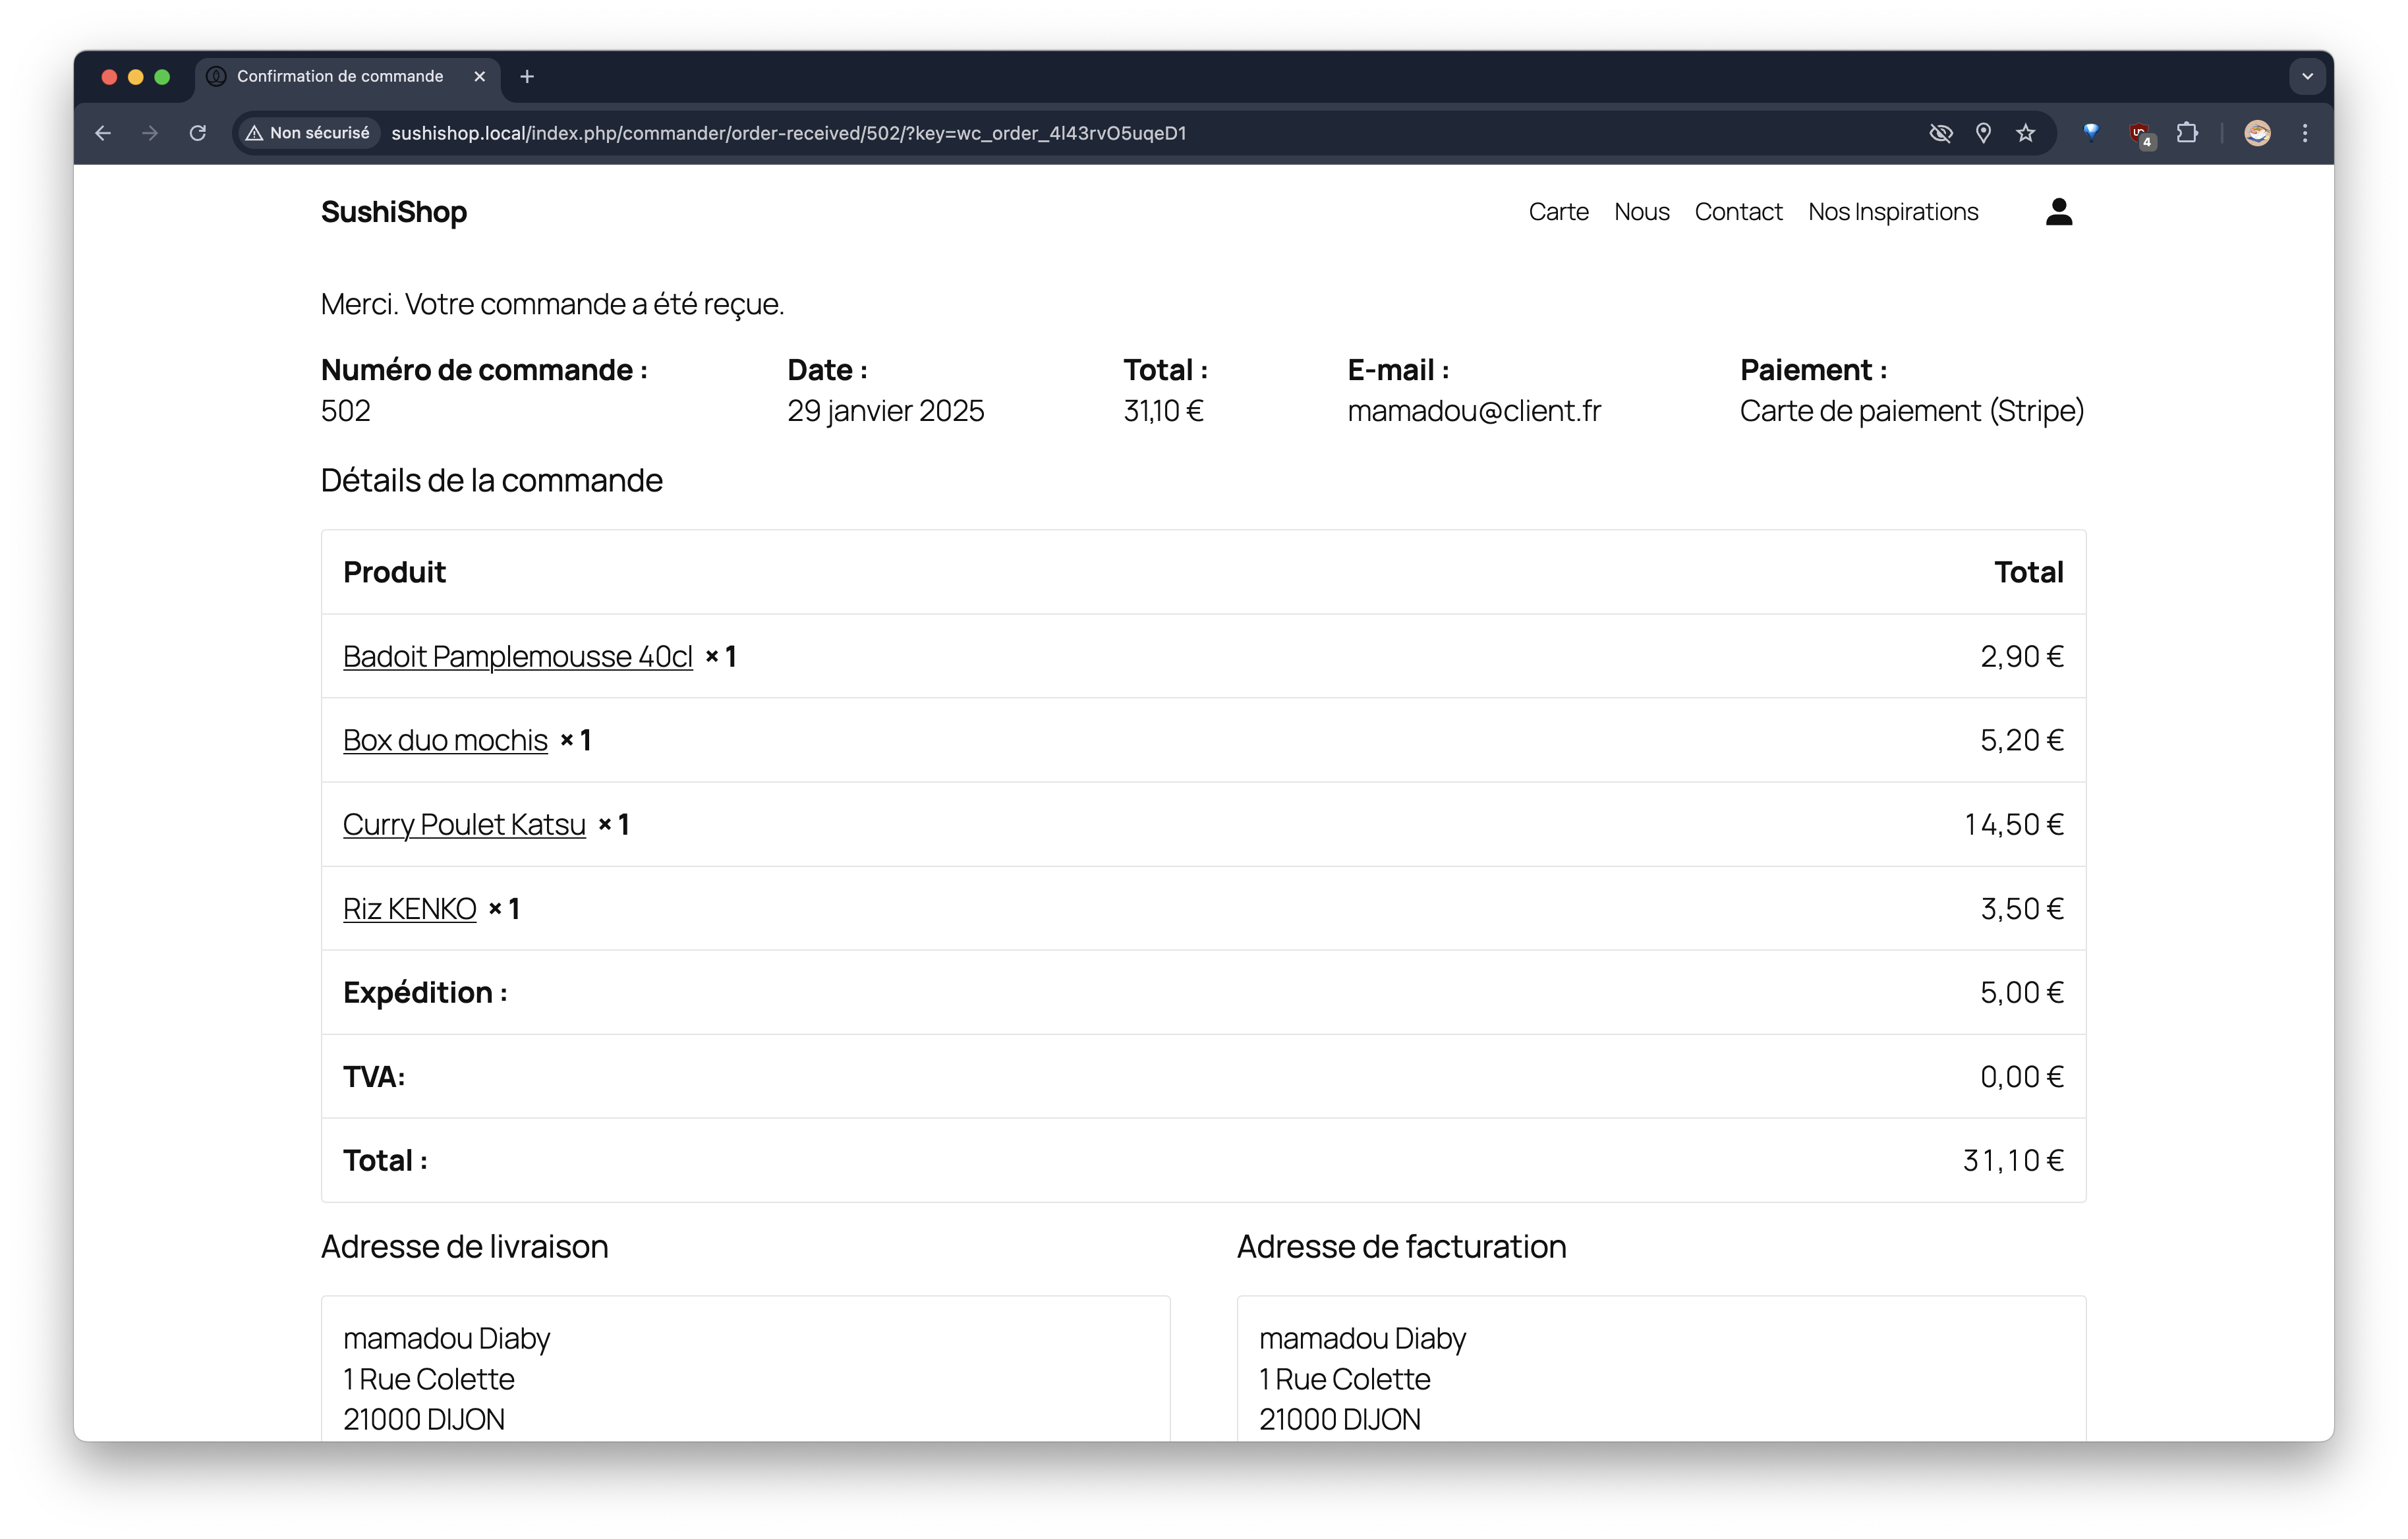 Confirmation de commande
Non sécurisé sushishop.local/index.php/commander/order-received/502/?key=wc_order_4l43rvO5uqeD1
4
SushiShop Carte Nous Contact Nos Inspirations
Merci. Votre commande a été reçue.
Numéro de commande : Date : Total : E-mail : Paiement :
502 29 janvier 2025 31,10 € mamadou@client.fr Carte de paiement (Stripe)
Détails de la commande
Produit Total
Badoit Pamplemousse 40cl × 1 2,90 €
Box duo mochis × 1 5,20 €
Curry Poulet Katsu × 1 14,50 €
Riz KENKO × 1 3,50 €
Expédition : 5,00 €
TVA: 0,00 €
Total : 31,10 €
Adresse de livraison Adresse de facturation
mamadou Diaby mamadou Diaby
1 Rue Colette 1 Rue Colette
21000 DIJON 21000 DIJON